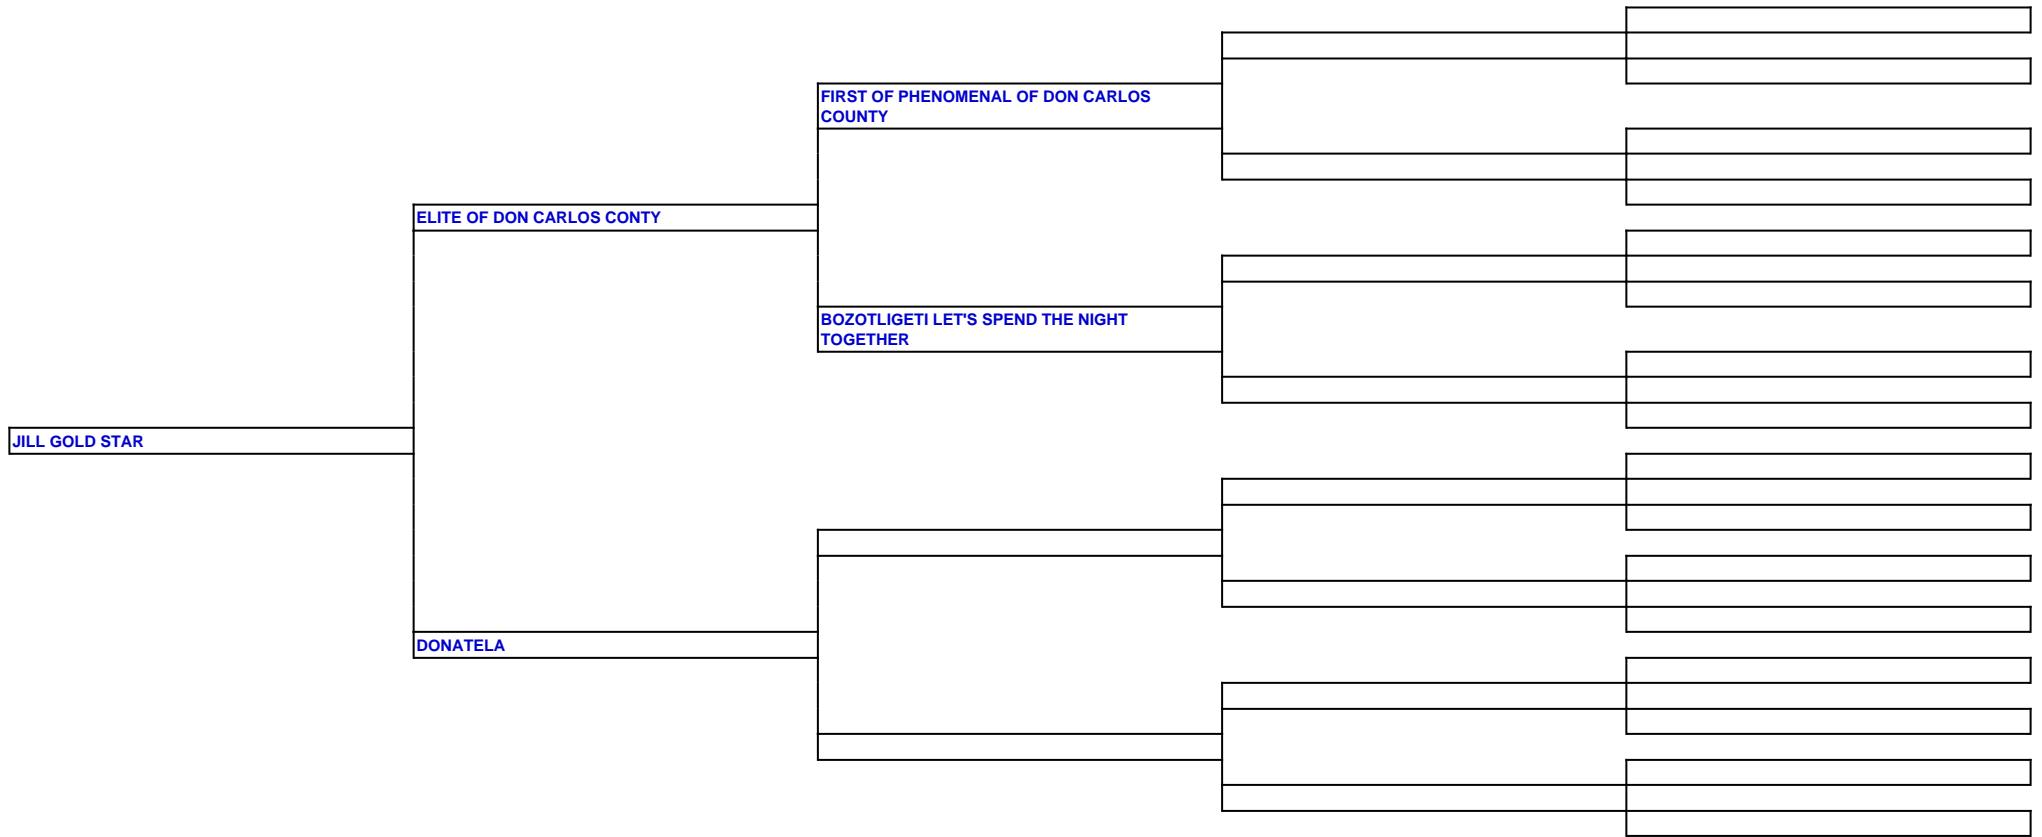 FIRST OF PHENOMENAL OF DON CARLOS
COUNTY
ELITE OF DON CARLOS CONTY
BOZOTLIGETI LET'S SPEND THE NIGHT
TOGETHER
JILL GOLD STAR
DONATELA